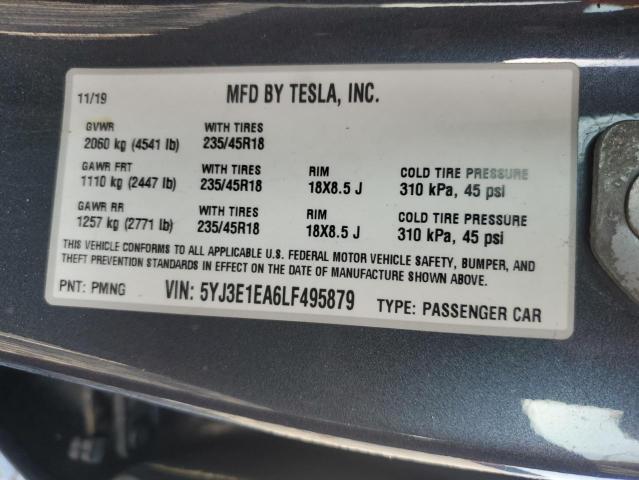 11/19 MFD BY TESLA, INC.
GVWR WITH TIRES
2060 kg (4541 lb) 235/45R18
GAWR FRT WITH TIRES RIM COLD TIRE PRESSURE
1110 kg (2447 lb) 235/45R18 18X8.5 J 310 kPa, 45 psi
GAWR RR WITH TIRES RIM COLD TIRE PRESSURE
1257 kg (2771 lb) 235/45R18 18X8.5 J 310 kPa, 45 psi
THIS VEHICLE CONFORMS TO ALL APPLICABLE U.S. FEDERAL MOTOR VEHICLE SAFETY, BUMPER, AND
THEFT PREVENTION STANDARDS IN EFFECT ON THE DATE OF MANUFACTURE SHOWN ABOVE.
PNT: PMNG VIN: 5YJ3E1EA6LF495879 TYPE: PASSENGER CAR